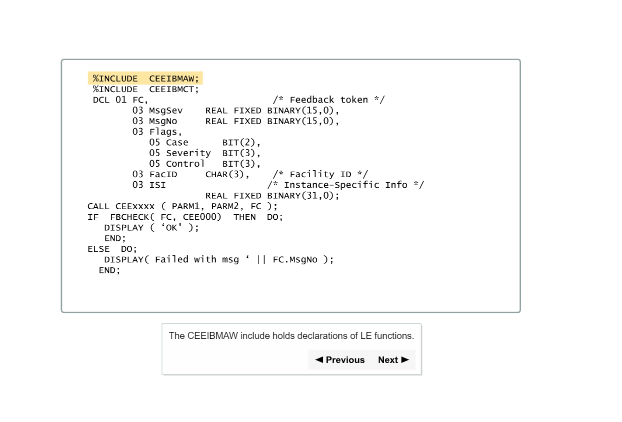 %INCLUDE CEEIBMAW;
%INCLUDE CEEIBMCT;
DCL 01 FC, /* Feedback token */
03 MsgSev REAL FIXED BINARY(15,0),
03 MsgNo REAL FIXED BINARY(15,0),
03 Flags,
05 Case BIT(2),
05 Severity BIT(3),
05 Control BIT(3),
03 FacID CHAR(3), /* Facility ID */
03 ISI /* Instance-Specific Info */
REAL FIXED BINARY(31,0);
CALL CEExxxx ( PARM1, PARM2, FC );
IF FBCHECK( FC, CEE000) THEN DO;
DISPLAY ( ‘OK' );
END;
ELSE DO;
DISPLAY( Failed with msg ‘ || FC.MsgNo );
END;
The CEEIBMAW include holds declarations of LE functions.
◄ Previous Next ►